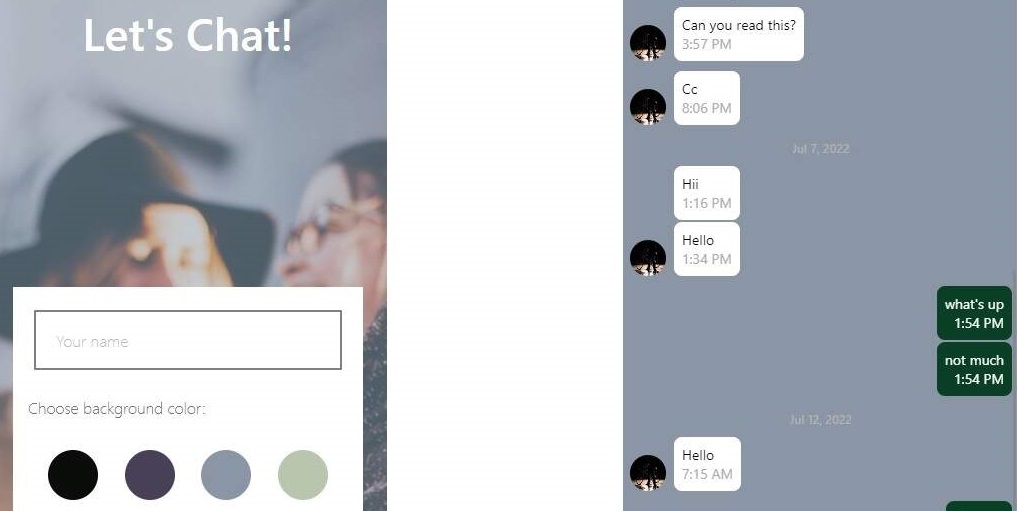 Let's Chat!
Your name
Choose background color:
Can you read this?
3:57 PM
Cc
8:06 PM
Jul 7, 2022
Hii
1:16 PM
Hello
1:34 PM
what's up
1:54 PM
not much
1:54 PM
Jul 12, 2022
Hello
7:15 AM